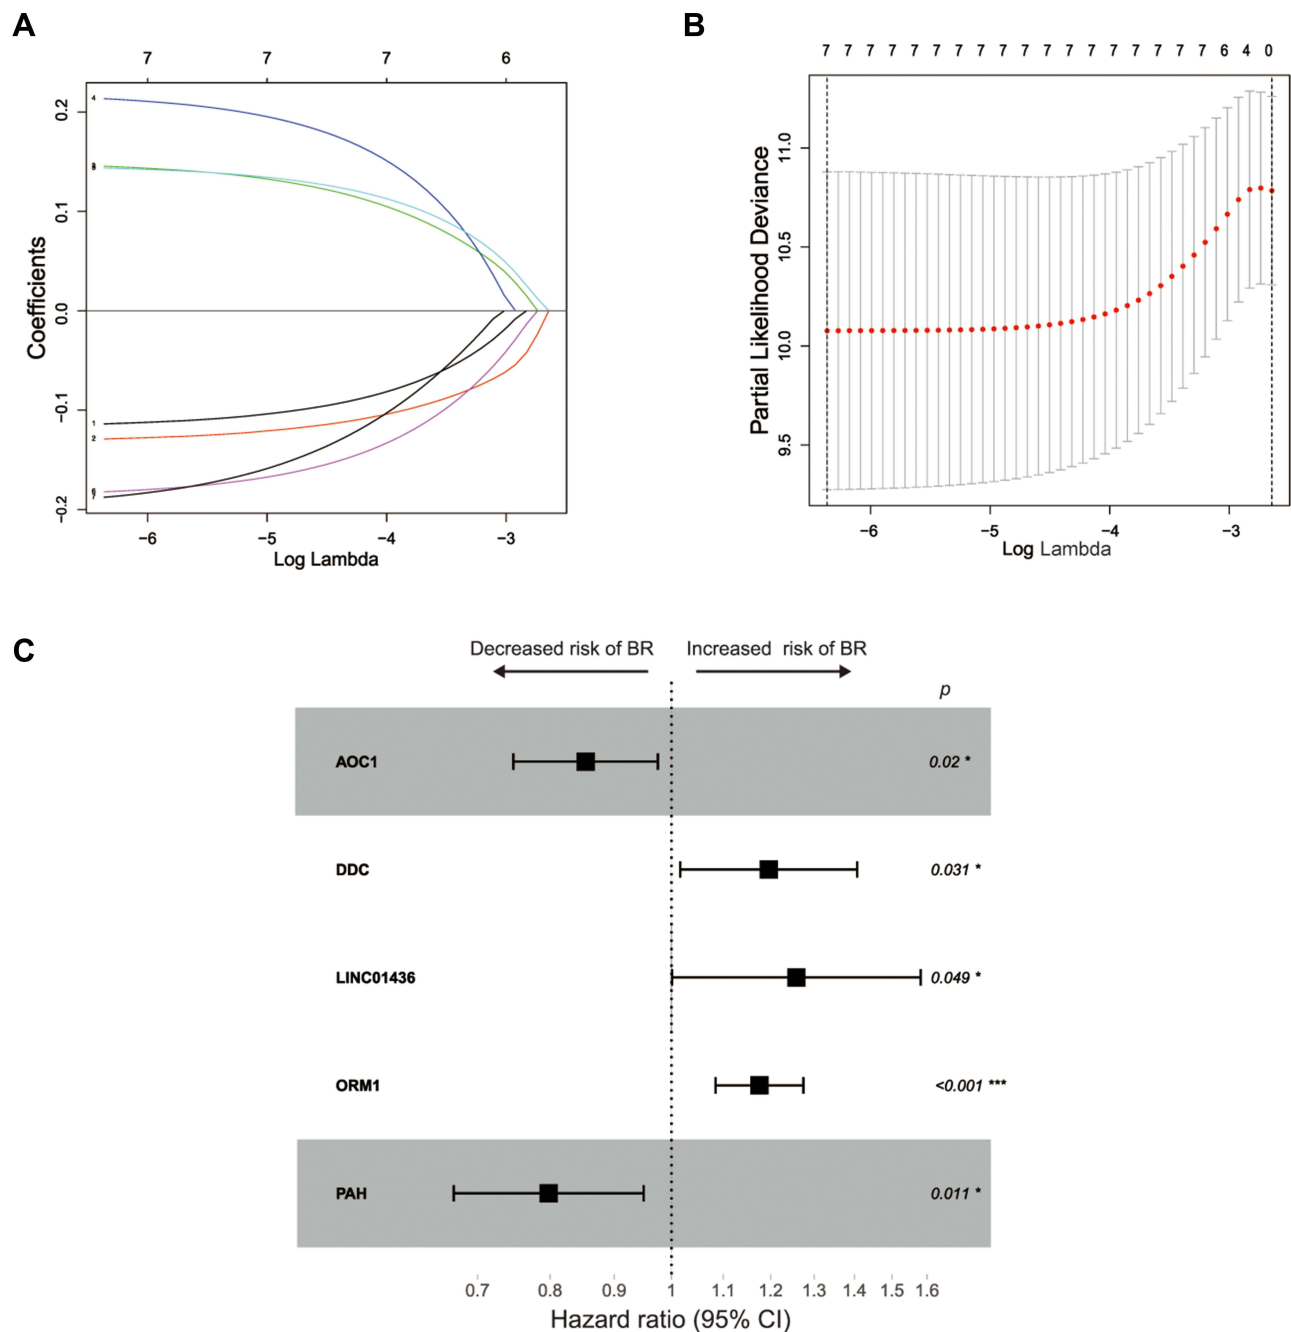 A
7 7 7 6
0.2
0.1
0.0
−0.1
−0.2
Coefficients
4
1
2
−6 −5 −4 −3
Log Lambda
B
7 7 7 7 7 7 7 7 7 7 7 7 7 7 7 7 7 7 6 4 0
11.0
10.5
10.0
9.5
Partial Likelihood Deviance
−6 −5 −4 −3
Log Lambda
C
Decreased risk of BR Increased risk of BR
p
AOC1 0.02 *
DDC 0.031 *
LINC01436 0.049 *
ORM1 <0.001 ***
PAH 0.011 *
0.7 0.8 0.9 1 1.1 1.2 1.3 1.4 1.5 1.6
Hazard ratio (95% CI)